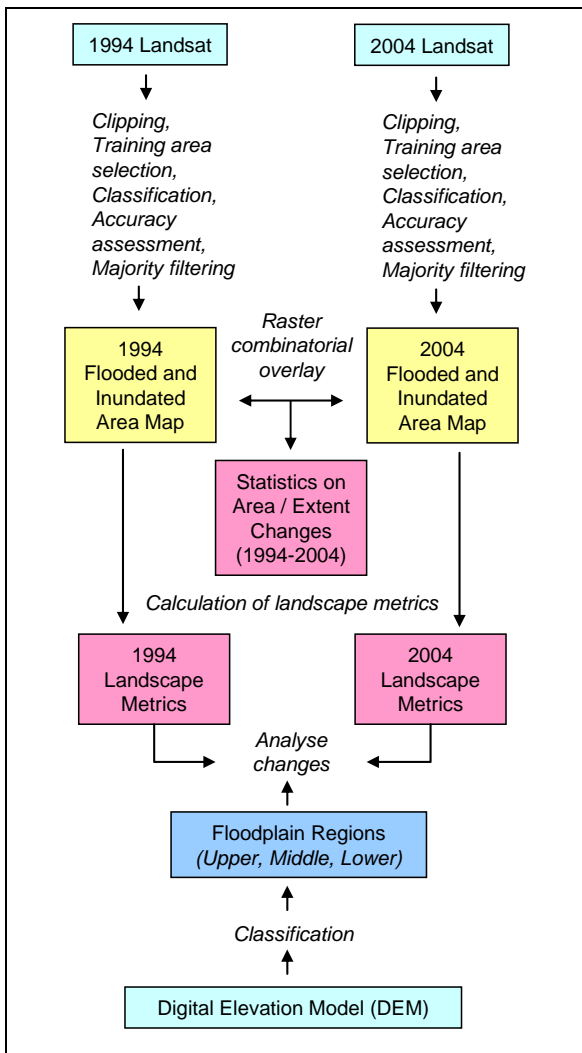 1994 Landsat
2004 Landsat
Clipping,
Training area
selection,
Classification,
Accuracy
assessment,
Majority filtering
Clipping,
Training area
selection,
Classification,
Accuracy
assessment,
Majority filtering
1994
Flooded and
Inundated
Area Map
Raster
combinatorial
overlay
2004
Flooded and
Inundated
Area Map
Statistics on
Area / Extent
Changes
(1994-2004)
Calculation of landscape metrics
1994
Landscape
Metrics
2004
Landscape
Metrics
Analyse
changes
Floodplain Regions
(Upper, Middle, Lower)
Classification
Digital Elevation Model (DEM)